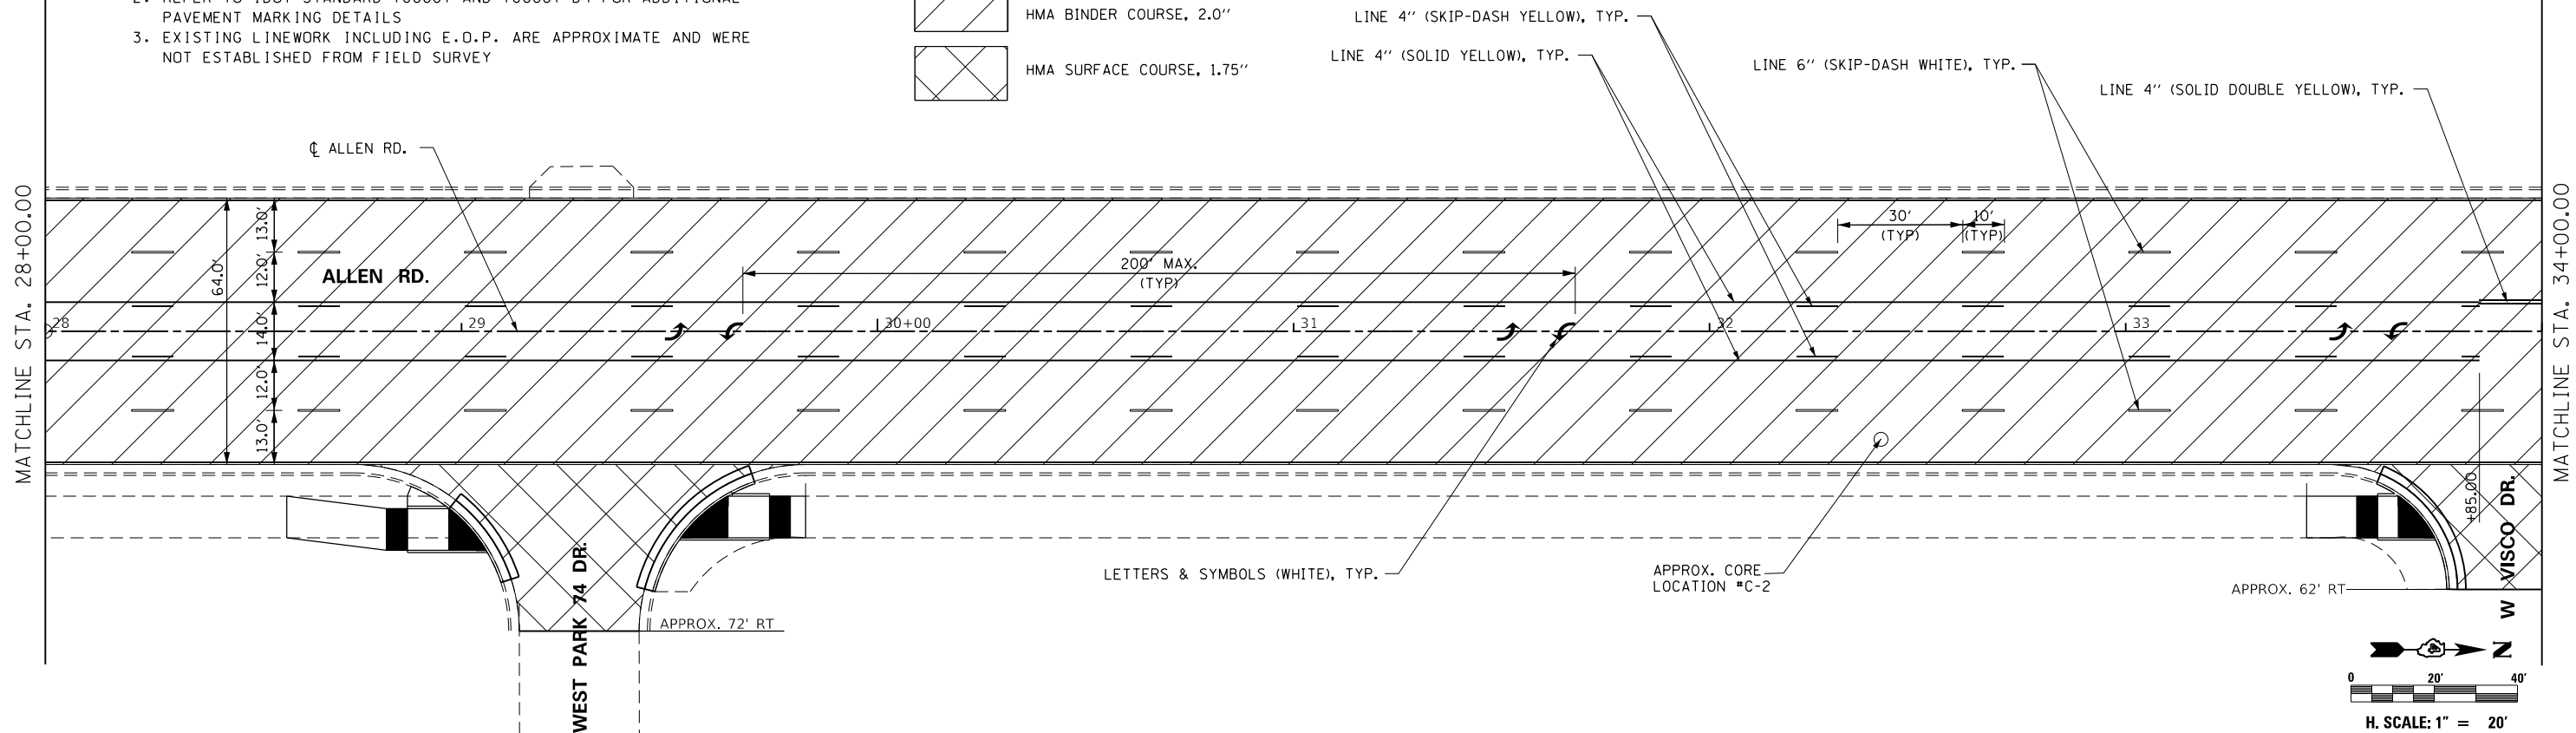 PAVEMENT MARKING DETAILS
3. EXISTING LINEWORK INCLUDING E.O.P. ARE APPROXIMATE AND WERE
NOT ESTABLISHED FROM FIELD SURVEY
HMA BINDER COURSE, 2.0"
HMA SURFACE COURSE, 1.75"
LINE 4" (SKIP-DASH YELLOW), TYP.
LINE 4" (SOLID YELLOW), TYP.
LINE 6" (SKIP-DASH WHITE), TYP.
LINE 4" (SOLID DOUBLE YELLOW), TYP.
℄ ALLEN RD.
MATCHLINE STA. 28+00.00
MATCHLINE STA. 34+00.00
64.0'
13.0'
12.0'
14.0'
12.0'
13.0'
ALLEN RD.
200' MAX.
(TYP)
30'
(TYP)
10'
(TYP)
28
29
30+00
31
32
33
+85.00
WEST PARK 74 DR.
W VISCO DR.
LETTERS & SYMBOLS (WHITE), TYP.
APPROX. CORE
LOCATION #C-2
APPROX. 72' RT
APPROX. 62' RT
N
0 20' 40'
H. SCALE: 1" = 20'